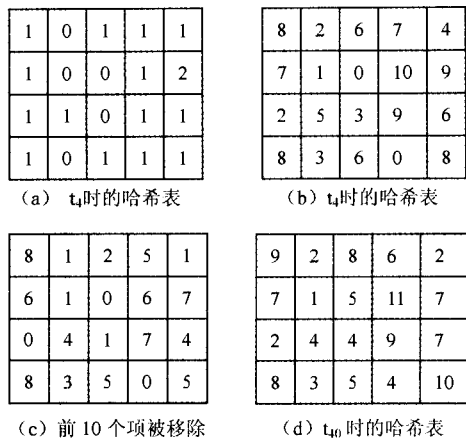 1 0 1 1 1
1 0 0 1 2
1 1 0 1 1
1 0 1 1 1
(a) t₄时的哈希表
8 2 6 7 4
7 1 0 10 9
2 5 3 9 6
8 3 6 0 8
(b) t₄时的哈希表
8 1 2 5 1
6 1 0 6 7
0 4 1 7 4
8 3 5 0 5
(c) 前 10 个项被移除
9 2 8 6 2
7 1 5 11 7
2 4 4 9 7
8 3 5 4 10
(d) t₄₀ 时的哈希表